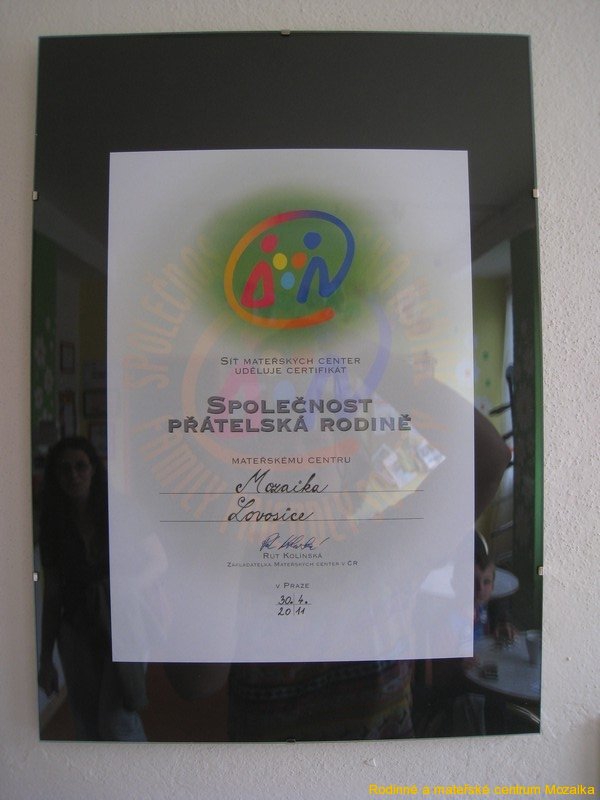 SÍŤ MATEŘSKÝCH CENTER
UDĚLUJE CERTIFIKÁT
SPOLEČNOST
PŘÁTELSKÁ RODINĚ
MATEŘSKÉMU CENTRU
Mozaika
Lovosice
RUT KOLÍNSKÁ
ZAKLADATELKA MATEŘSKÝCH CENTER V ČR
V PRAZE
30. 4.
2011
Rodinné a mateřské centrum Mozaika